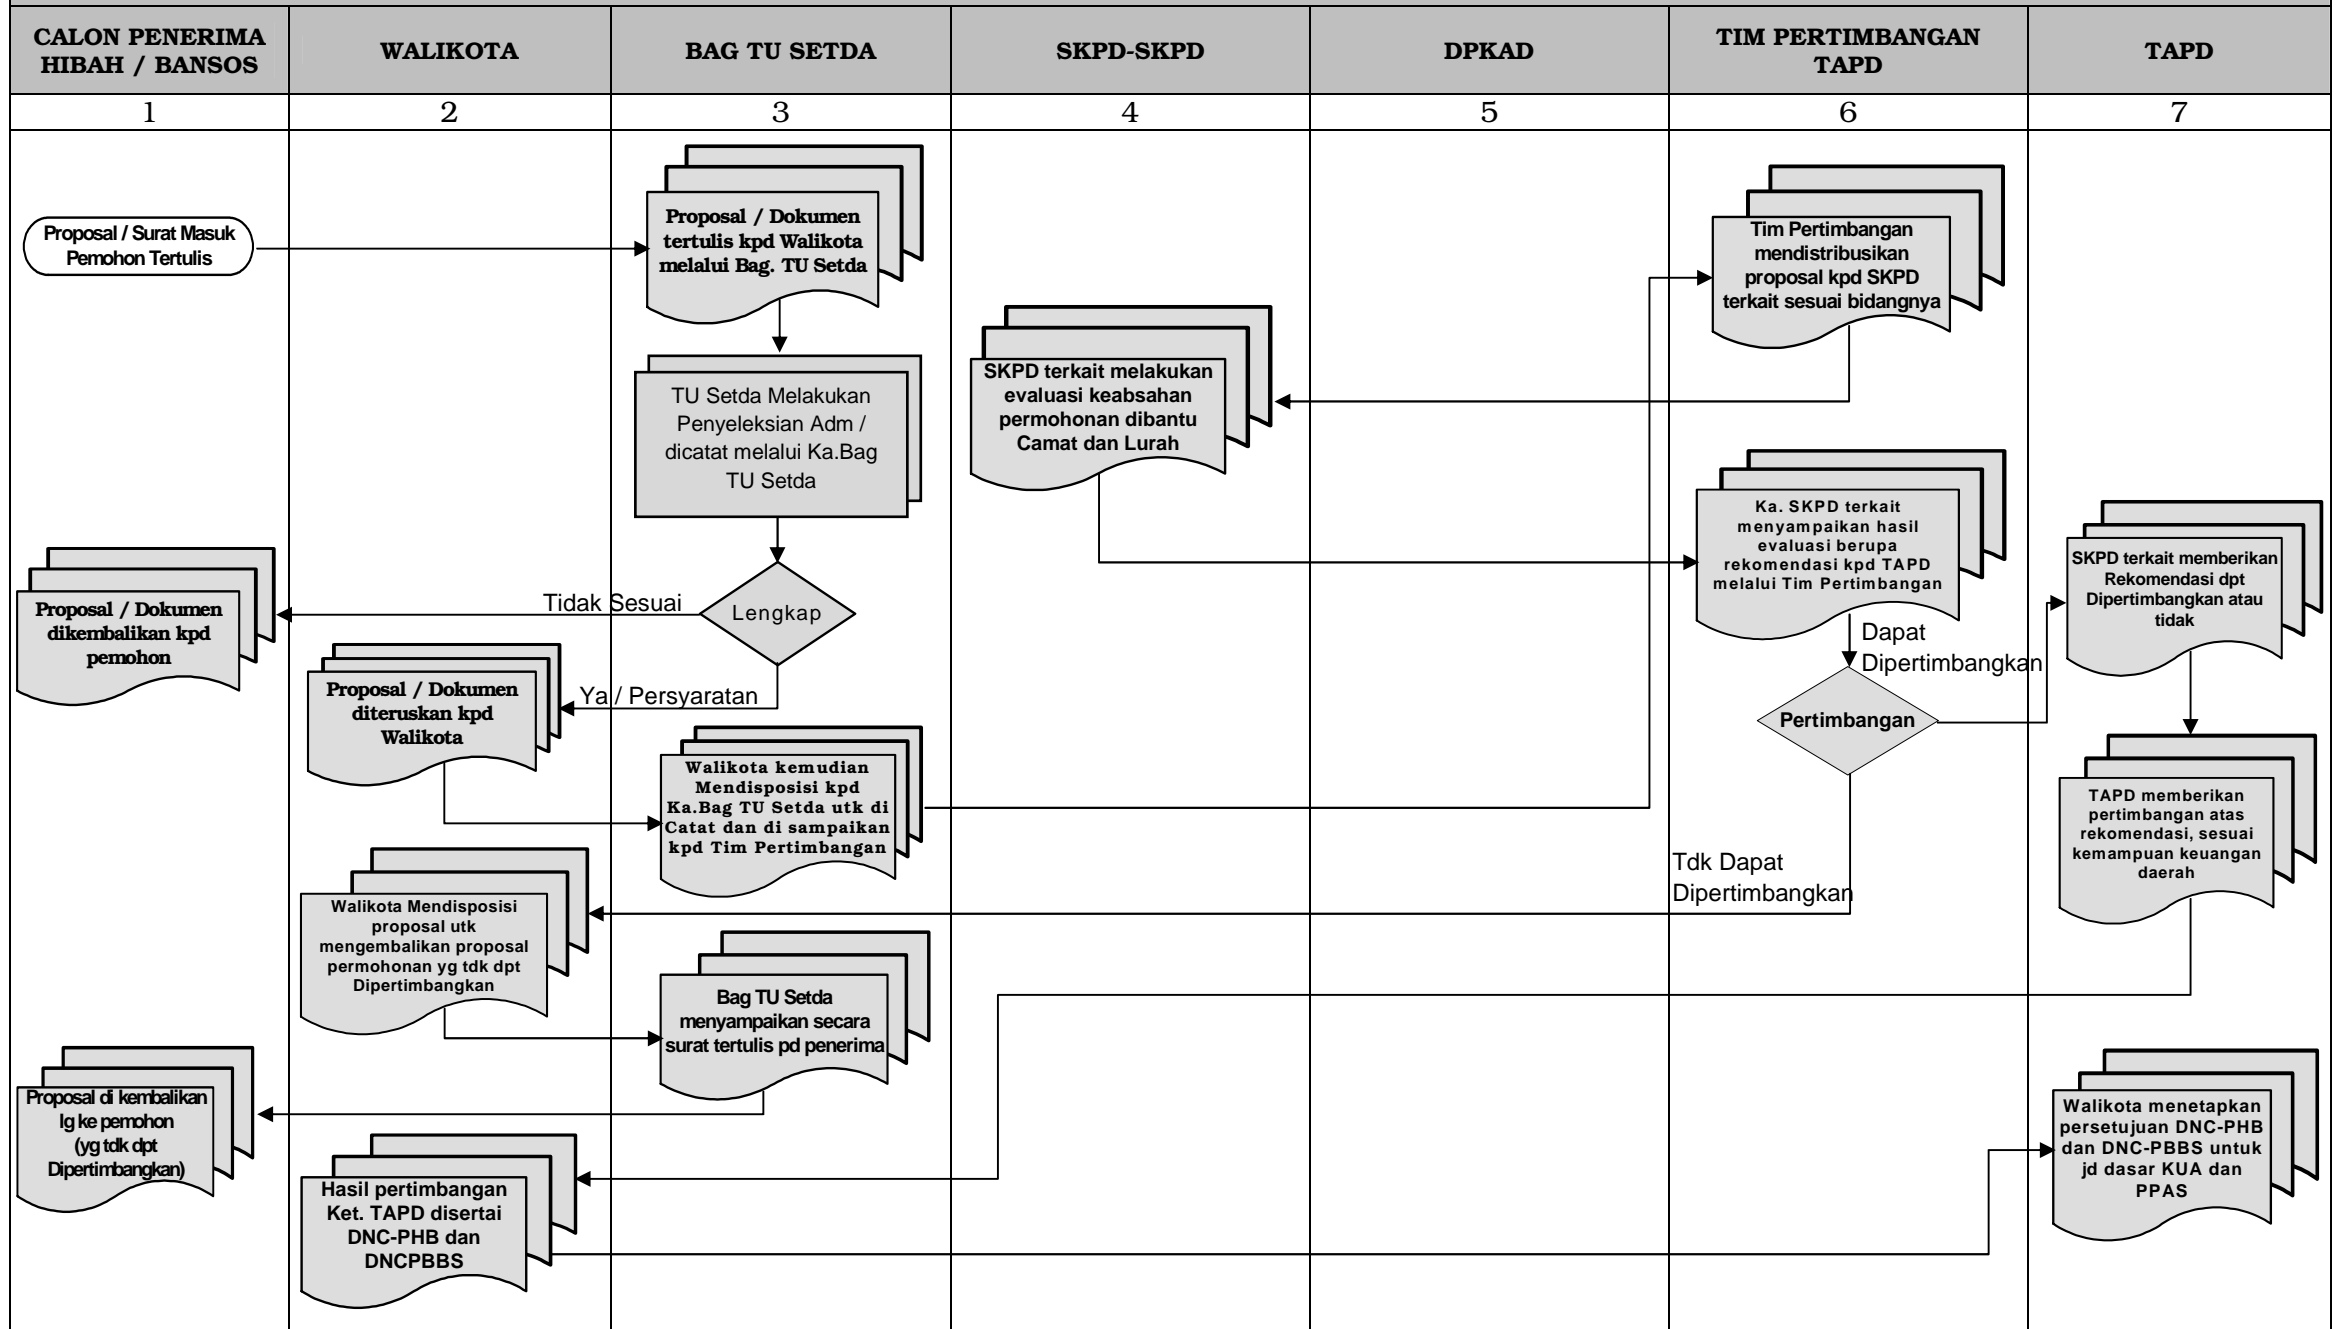 CALON PENERIMA
HIBAH / BANSOS
WALIKOTA
BAG TU SETDA
SKPD-SKPD
DPKAD
TIM PERTIMBANGAN
TAPD
TAPD
1
2
3
4
5
6
7
Proposal / Surat Masuk
Pemohon Tertulis
Proposal / Dokumen
tertulis kpd Walikota
melalui Bag. TU Setda
Tim Pertimbangan
mendistribusikan
proposal kpd SKPD
terkait sesuai bidangnya
TU Setda Melakukan
Penyeleksian Adm /
dicatat melalui Ka.Bag
TU Setda
SKPD terkait melakukan
evaluasi keabsahan
permohonan dibantu
Camat dan Lurah
Ka. SKPD terkait
menyampaikan hasil
evaluasi berupa
rekomendasi kpd TAPD
melalui Tim Pertimbangan
SKPD terkait memberikan
Rekomendasi dpt
Dipertimbangkan atau
tidak
Lengkap
Tidak Sesuai
Proposal / Dokumen
dikembalikan kpd
pemohon
Ya / Persyaratan
Proposal / Dokumen
diteruskan kpd
Walikota
Dapat
Dipertimbangkan
Pertimbangan
Walikota kemudian
Mendisposisi kpd
Ka.Bag TU Setda utk di
Catat dan di sampaikan
kpd Tim Pertimbangan
TAPD memberikan
pertimbangan atas
rekomendasi, sesuai
kemampuan keuangan
daerah
Tdk Dapat
Dipertimbangkan
Walikota Mendisposisi
proposal utk
mengembalikan proposal
permohonan yg tdk dpt
Dipertimbangkan
Bag TU Setda
menyampaikan secara
surat tertulis pd penerima
Proposal di kembalikan
lg ke pemohon
(yg tdk dpt
Dipertimbangkan)
Walikota menetapkan
persetujuan DNC-PHB
dan DNC-PBBS untuk
jd dasar KUA dan
PPAS
Hasil pertimbangan
Ket. TAPD disertai
DNC-PHB dan
DNCPBBS